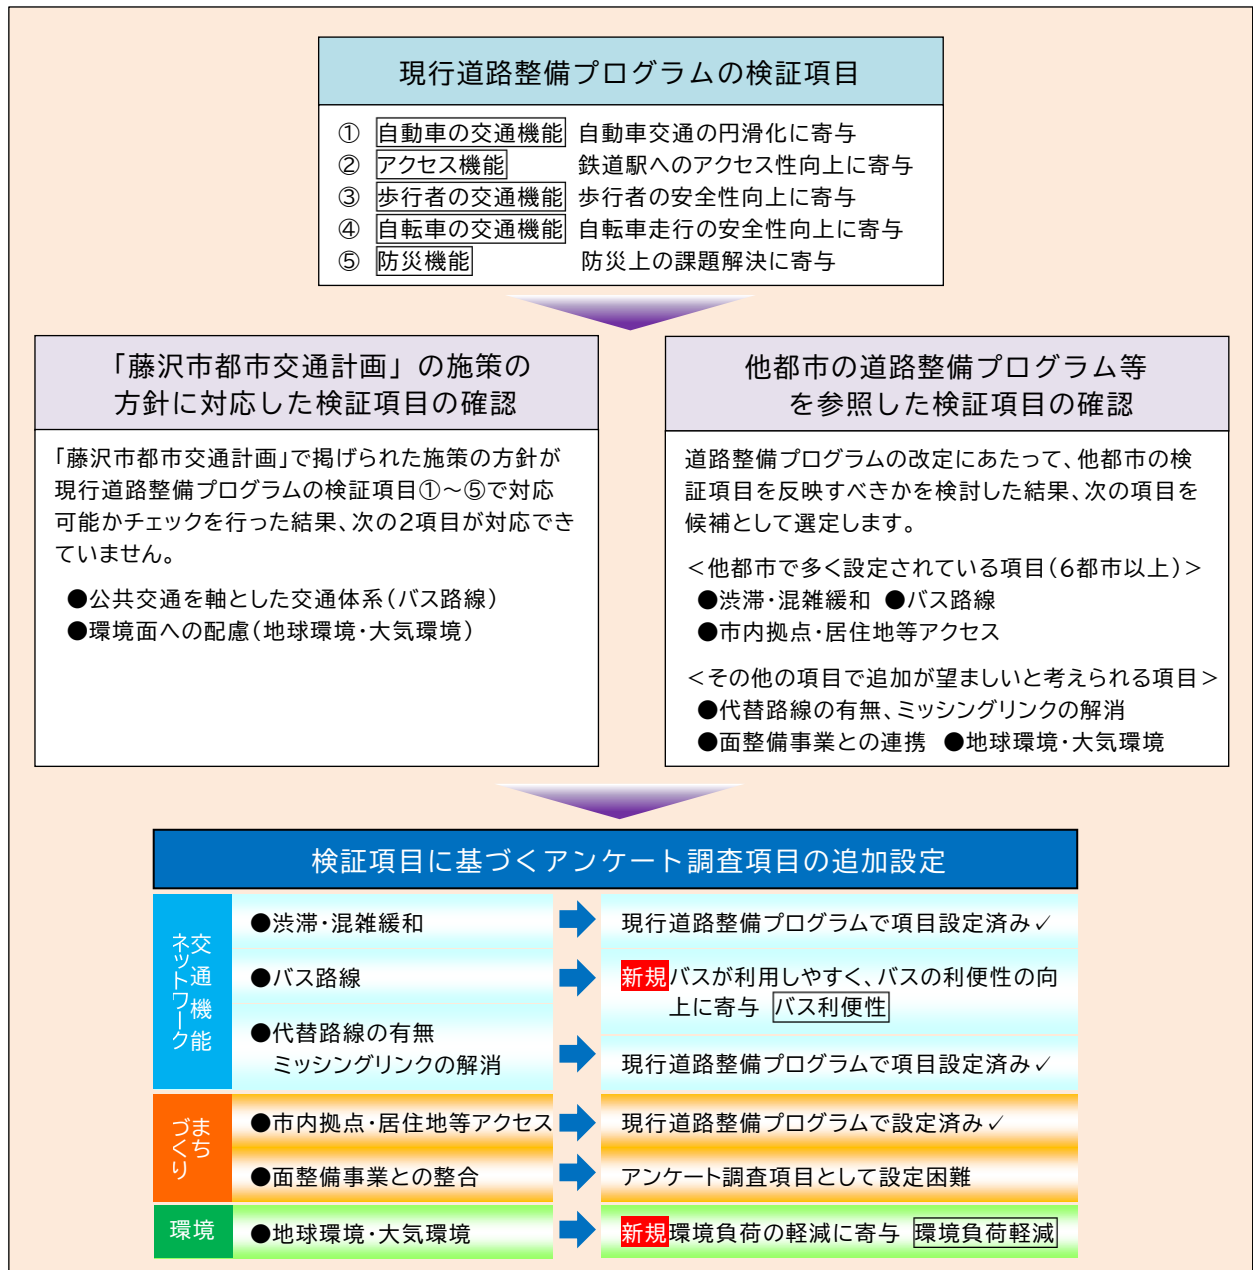 現行道路整備プログラムの検証項目
① 自動車の交通機能 自動車交通の円滑化に寄与
② アクセス機能 鉄道駅へのアクセス性向上に寄与
③ 歩行者の交通機能 歩行者の安全性向上に寄与
④ 自転車の交通機能 自転車走行の安全性向上に寄与
⑤ 防災機能 防災上の課題解決に寄与
「藤沢市都市交通計画」の施策の
方針に対応した検証項目の確認
「藤沢市都市交通計画」で掲げられた施策の方針が
現行道路整備プログラムの検証項目①～⑤で対応
可能かチェックを行った結果、次の2項目が対応でき
ていません。
●公共交通を軸とした交通体系(バス路線)
●環境面への配慮(地球環境・大気環境)
他都市の道路整備プログラム等
を参照した検証項目の確認
道路整備プログラムの改定にあたって、他都市の検
証項目を反映すべきかを検討した結果、次の項目を
候補として選定します。
＜他都市で多く設定されている項目(6都市以上)＞
●渋滞・混雑緩和 ●バス路線
●市内拠点・居住地等アクセス
＜その他の項目で追加が望ましいと考えられる項目＞
●代替路線の有無、ミッシングリンクの解消
●面整備事業との連携 ●地球環境・大気環境
検証項目に基づくアンケート調査項目の追加設定
交通機能
ネットワーク
●渋滞・混雑緩和
現行道路整備プログラムで項目設定済み✓
●バス路線
新規バスが利用しやすく、バスの利便性の向
上に寄与 バス利便性
●代替路線の有無
ミッシングリンクの解消
現行道路整備プログラムで項目設定済み✓
まち
づくり
●市内拠点・居住地等アクセス
現行道路整備プログラムで設定済み✓
●面整備事業との整合
アンケート調査項目として設定困難
環境
●地球環境・大気環境
新規環境負荷の軽減に寄与 環境負荷軽減